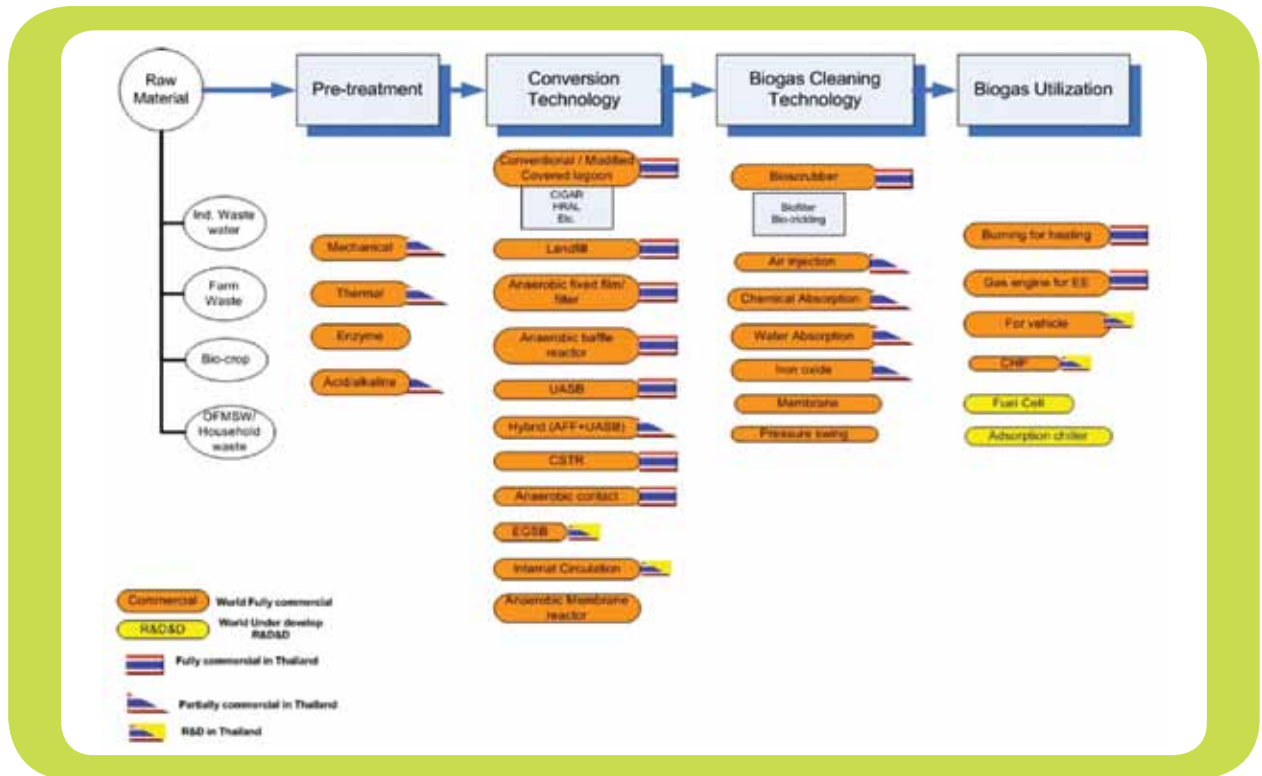 Raw
Material
Pre-treatment
Conversion
Technology
Biogas Cleaning
Technology
Biogas Utilization
Ind. Waste
water
Farm
Waste
Bio-crop
OFMSW/
Household
waste
Mechanical
Thermal
Enzyme
Acid/alkaline
Conventional / Modified
Covered lagoon
CIGAR
HRAL
Etc.
Landfill
Anaerobic fixed film/
filter
Anaerobic baffle
reactor
UASB
Hybrid (AFF+UASB)
CSTR
Anaerobic contact
EGSB
Internal Circulation
Anaerobic Membrane
reactor
Bioscrubber
Biofilter
Bio-trickling
Air injection
Chemical Absorption
Water Absorption
Iron oxide
Membrane
Pressure swing
Burning for heating
Gas engine for EE
For vehicle
CHP
Fuel Cell
Adsorption chiller
Commercial World Fully commercial
R&D&D World Under develop
R&D&D
Fully commercial in Thailand
Partially commercial in Thailand
R&D in Thailand